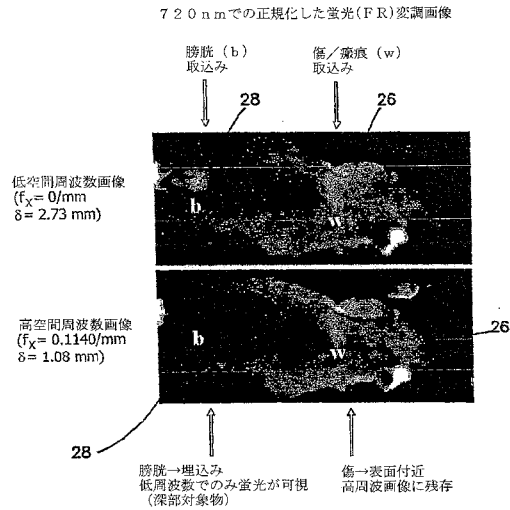 720nmでの正規化した蛍光(FR)変調画像
膀胱(b)
取込み
傷/瘢痕(w)
取込み
28
26
低空間周波数画像
(fx=0/mm
δ=2.73 mm)
b
w
高空間周波数画像
(fx=0.1140/mm
δ=1.08 mm)
b
w
26
28
膀胱→埋込み
低周波数でのみ蛍光が可視
(深部対象物)
傷→表面付近
高周波画像に残存